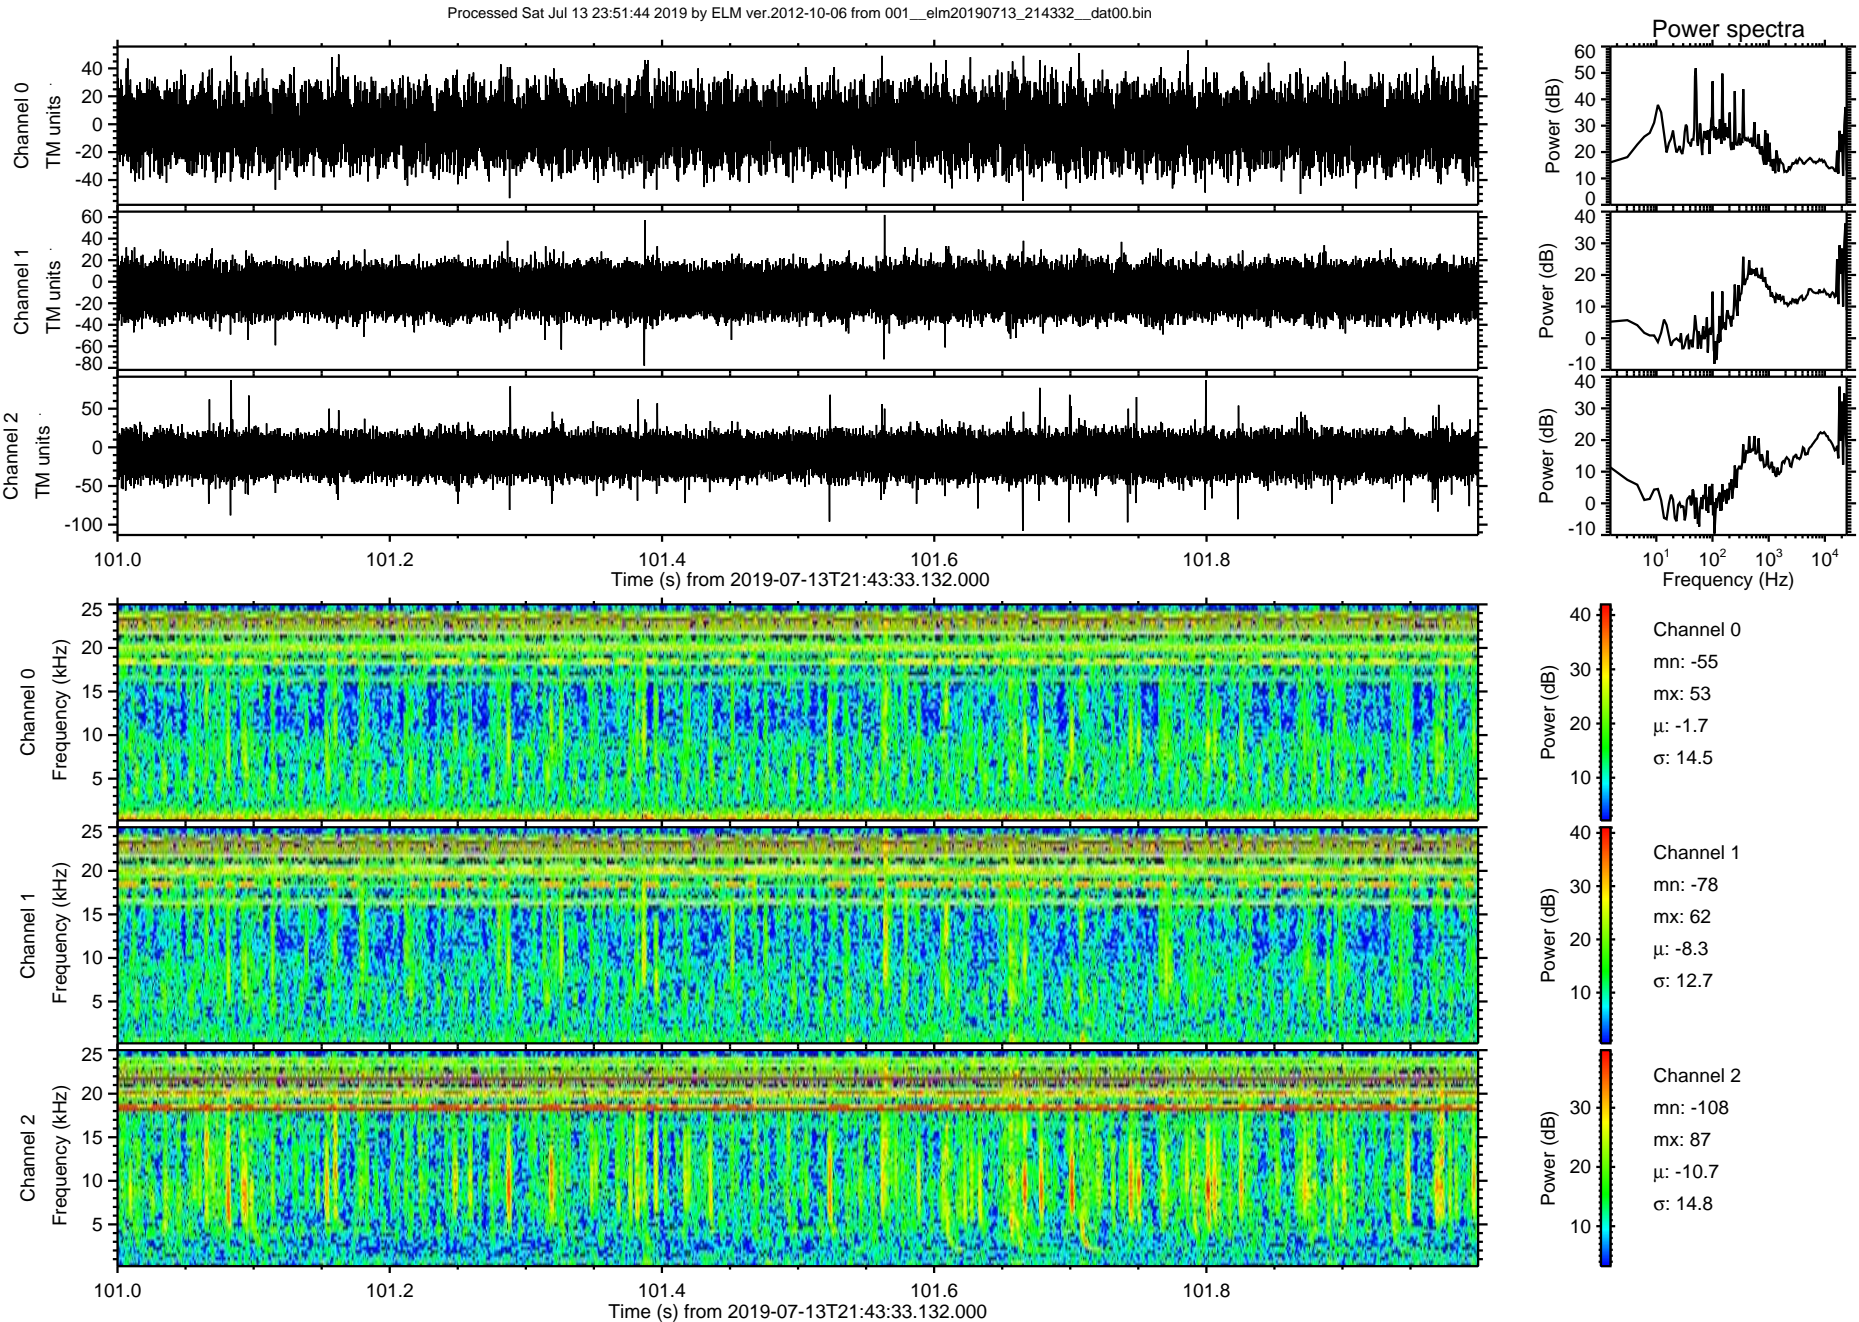 Processed Sat Jul 13 23:51:44 2019 by ELM ver.2012-10-06 from 001__elm20190713_214332__dat00.bin
Power spectra
Channel 0
TM units
40
20
0
-20
-40
Power (dB)
60
50
40
30
20
10
0
Channel 1
TM units
60
40
20
0
-20
-40
-60
-80
Power (dB)
40
30
20
10
0
-10
Channel 2
TM units
50
0
-50
-100
Power (dB)
40
30
20
10
0
-10
101.0 101.2 101.4 101.6 101.8
Time (s) from 2019-07-13T21:43:33.132.000
10^1 10^2 10^3 10^4
Frequency (Hz)
Channel 0
Frequency (kHz)
25
20
15
10
5
Power (dB)
40
30
20
10
Channel 0
mn: -55
mx: 53
μ: -1.7
σ: 14.5
Channel 1
Frequency (kHz)
25
20
15
10
5
Power (dB)
40
30
20
10
Channel 1
mn: -78
mx: 62
μ: -8.3
σ: 12.7
Channel 2
Frequency (kHz)
25
20
15
10
5
Power (dB)
30
20
10
Channel 2
mn: -108
mx: 87
μ: -10.7
σ: 14.8
101.0 101.2 101.4 101.6 101.8
Time (s) from 2019-07-13T21:43:33.132.000